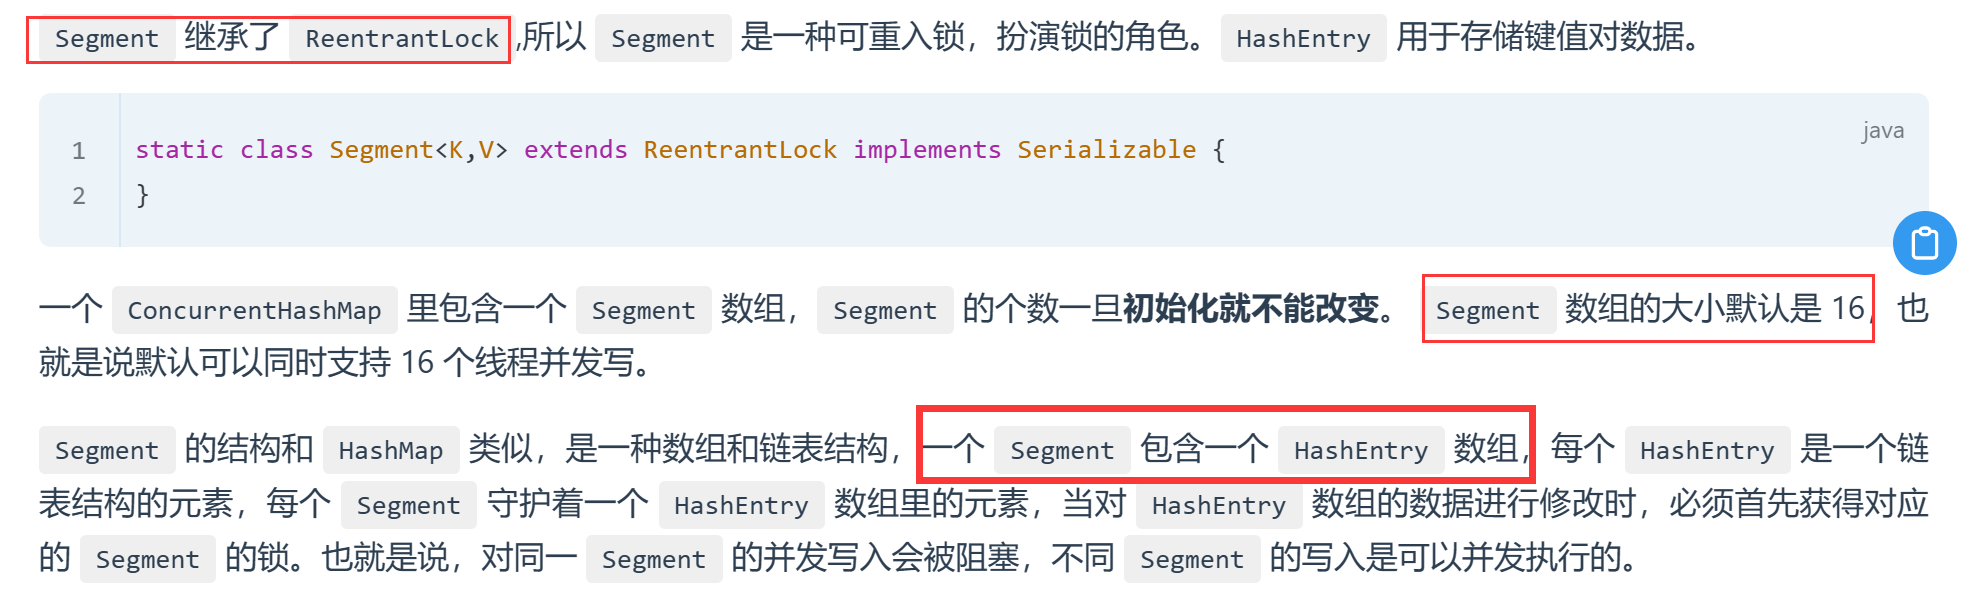 Segment 继承了 ReentrantLock ,所以 Segment 是一种可重入锁，扮演锁的角色。 HashEntry 用于存储键值对数据。
java
1 static class Segment<K,V> extends ReentrantLock implements Serializable {
2 }
一个 ConcurrentHashMap 里包含一个 Segment 数组， Segment 的个数一旦初始化就不能改变。 Segment 数组的大小默认是 16，也
就是说默认可以同时支持 16 个线程并发写。
Segment 的结构和 HashMap 类似，是一种数组和链表结构，一个 Segment 包含一个 HashEntry 数组，每个 HashEntry 是一个链
表结构的元素，每个 Segment 守护着一个 HashEntry 数组里的元素，当对 HashEntry 数组的数据进行修改时，必须首先获得对应
的 Segment 的锁。也就是说，对同一 Segment 的并发写入会被阻塞，不同 Segment 的写入是可以并发执行的。